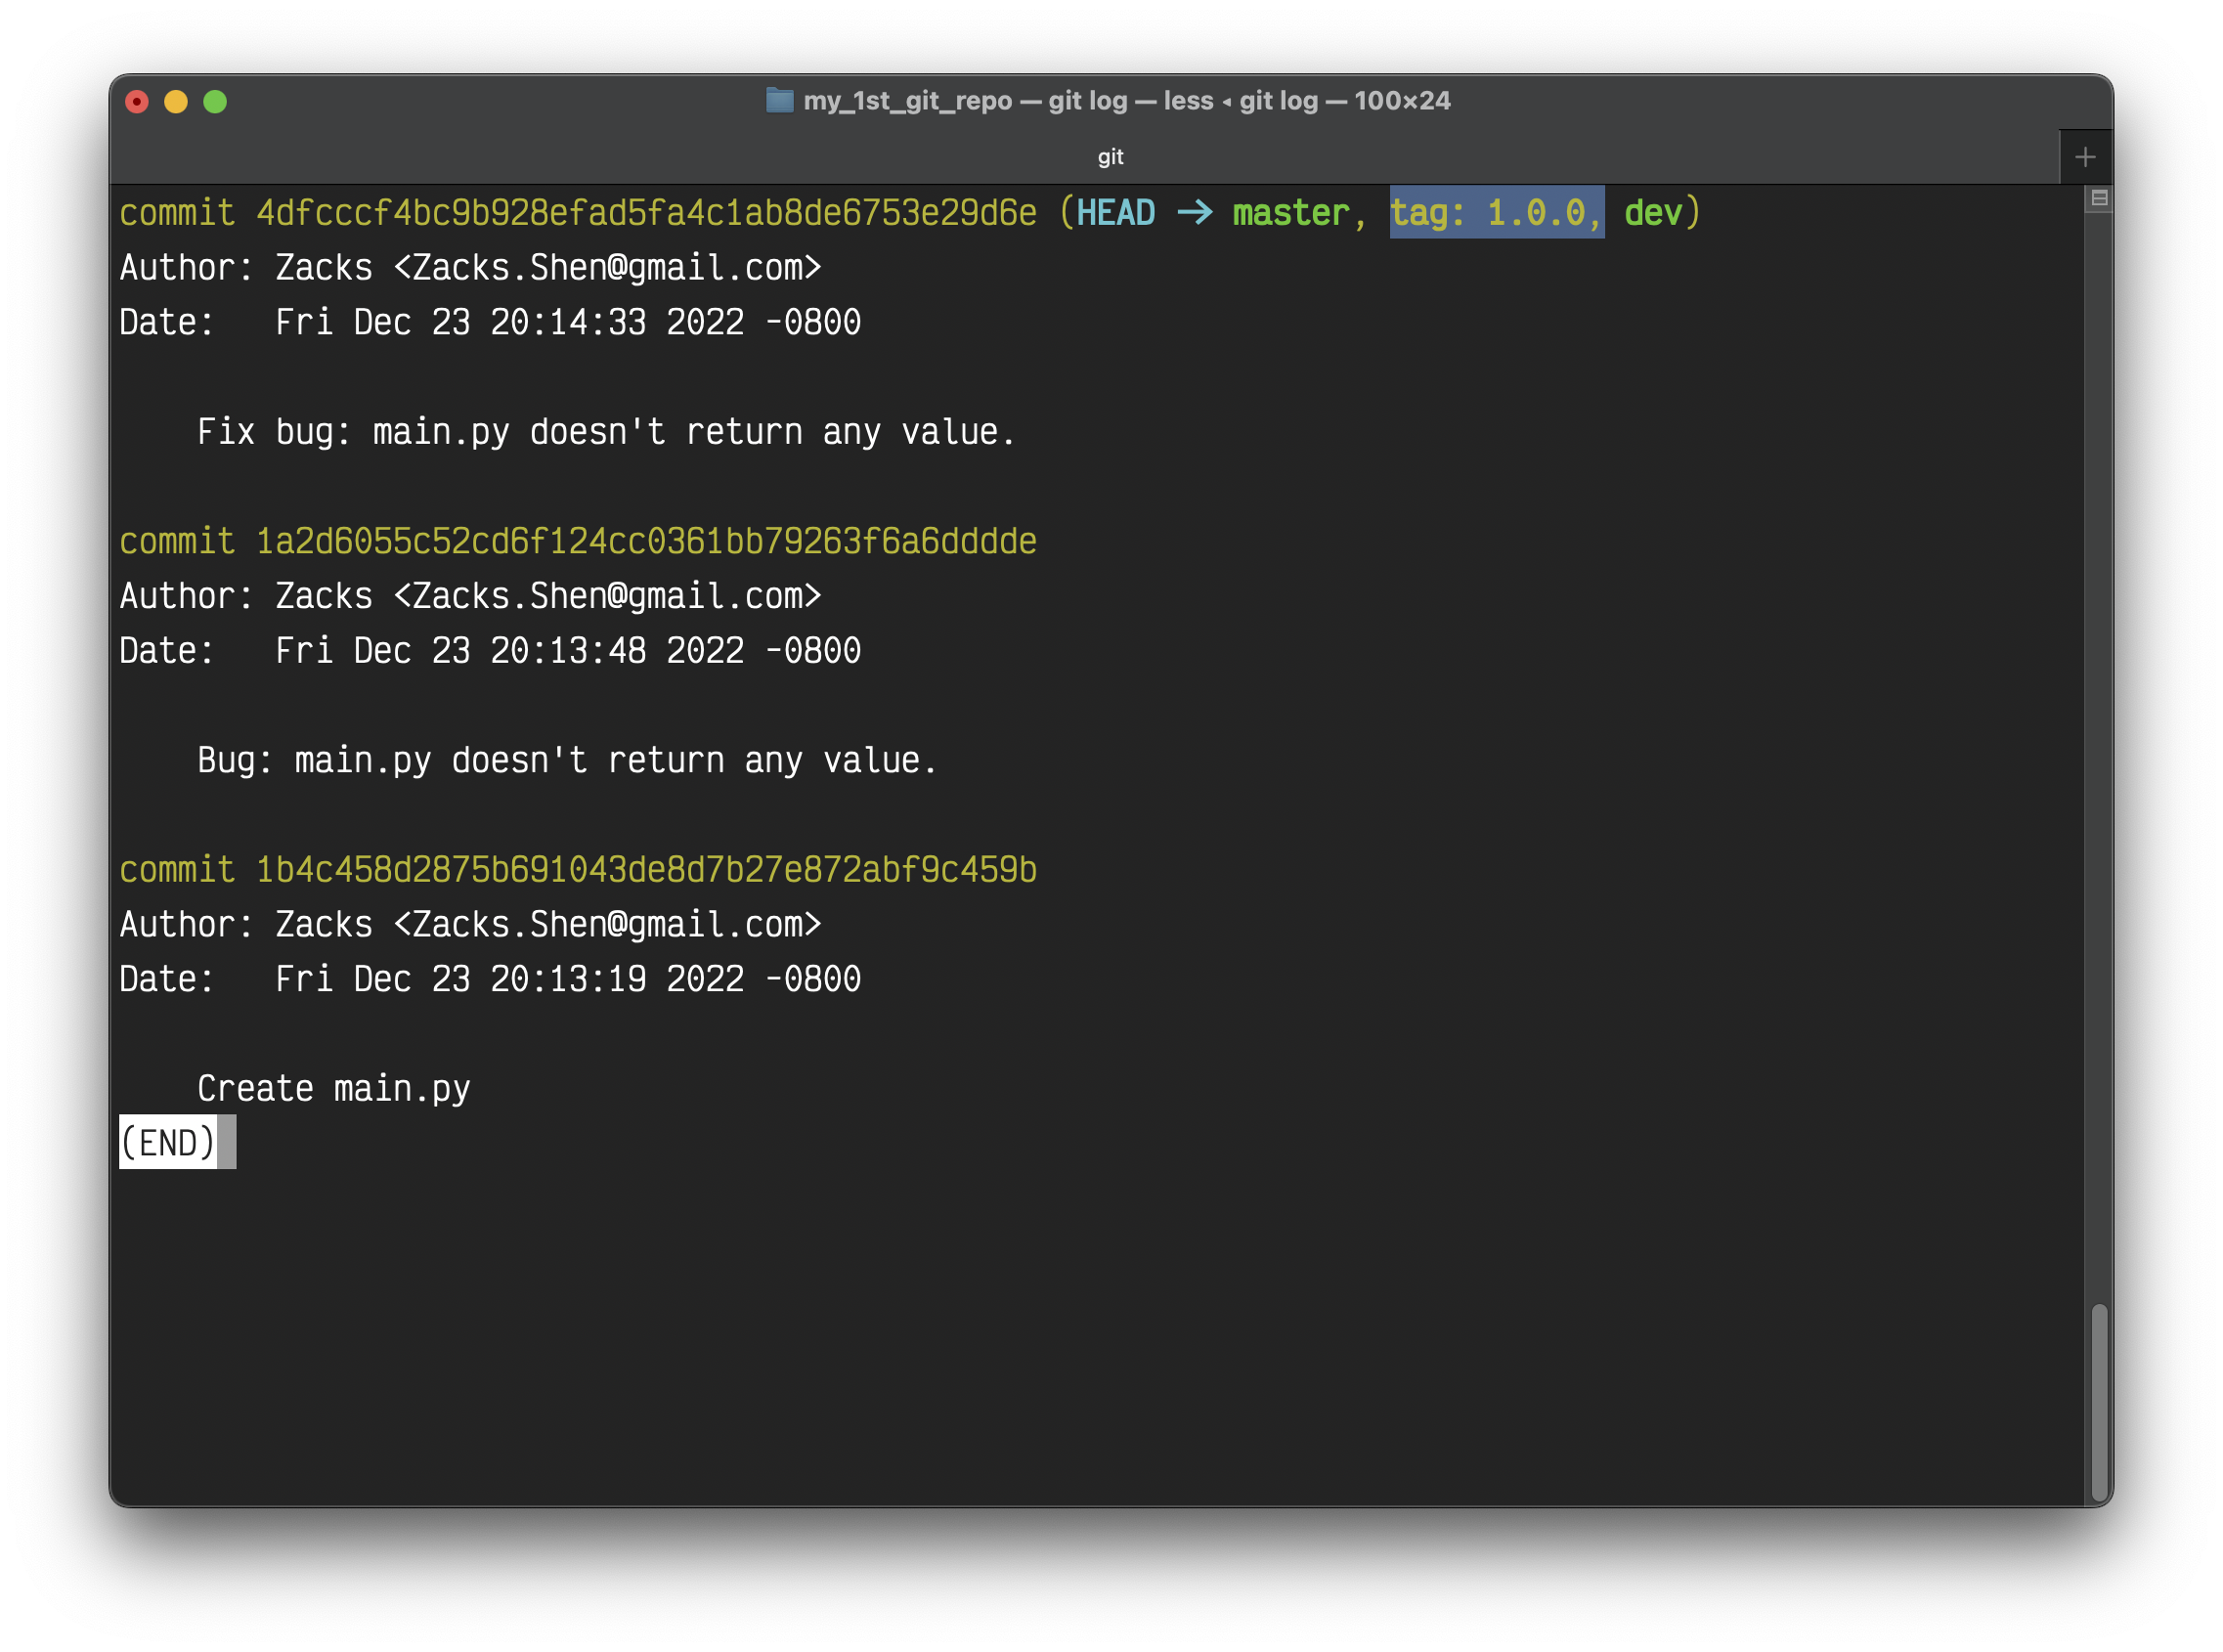 my_1st_git_repo — git log — less ◂ git log — 100×24
git
commit 4dfcccf4bc9b928efad5fa4c1ab8de6753e29d6e (HEAD -> master, tag: 1.0.0, dev)
Author: Zacks <Zacks.Shen@gmail.com>
Date:   Fri Dec 23 20:14:33 2022 -0800
    Fix bug: main.py doesn't return any value.
commit 1a2d6055c52cd6f124cc0361bb79263f6a6dddde
Author: Zacks <Zacks.Shen@gmail.com>
Date:   Fri Dec 23 20:13:48 2022 -0800
    Bug: main.py doesn't return any value.
commit 1b4c458d2875b691043de8d7b27e872abf9c459b
Author: Zacks <Zacks.Shen@gmail.com>
Date:   Fri Dec 23 20:13:19 2022 -0800
    Create main.py
(END)